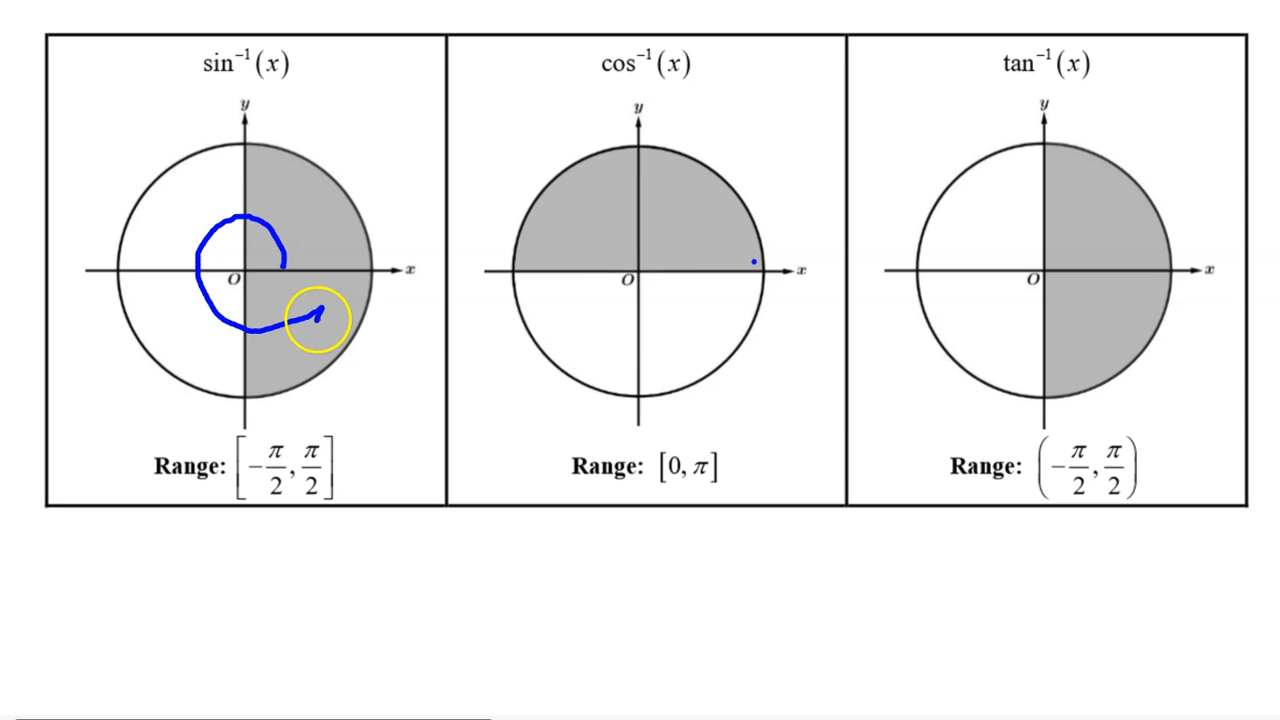 sin⁻¹(x)
y
x
O
Range: [-π/2, π/2]
cos⁻¹(x)
y
x
O
Range: [0, π]
tan⁻¹(x)
y
x
O
Range: (-π/2, π/2)